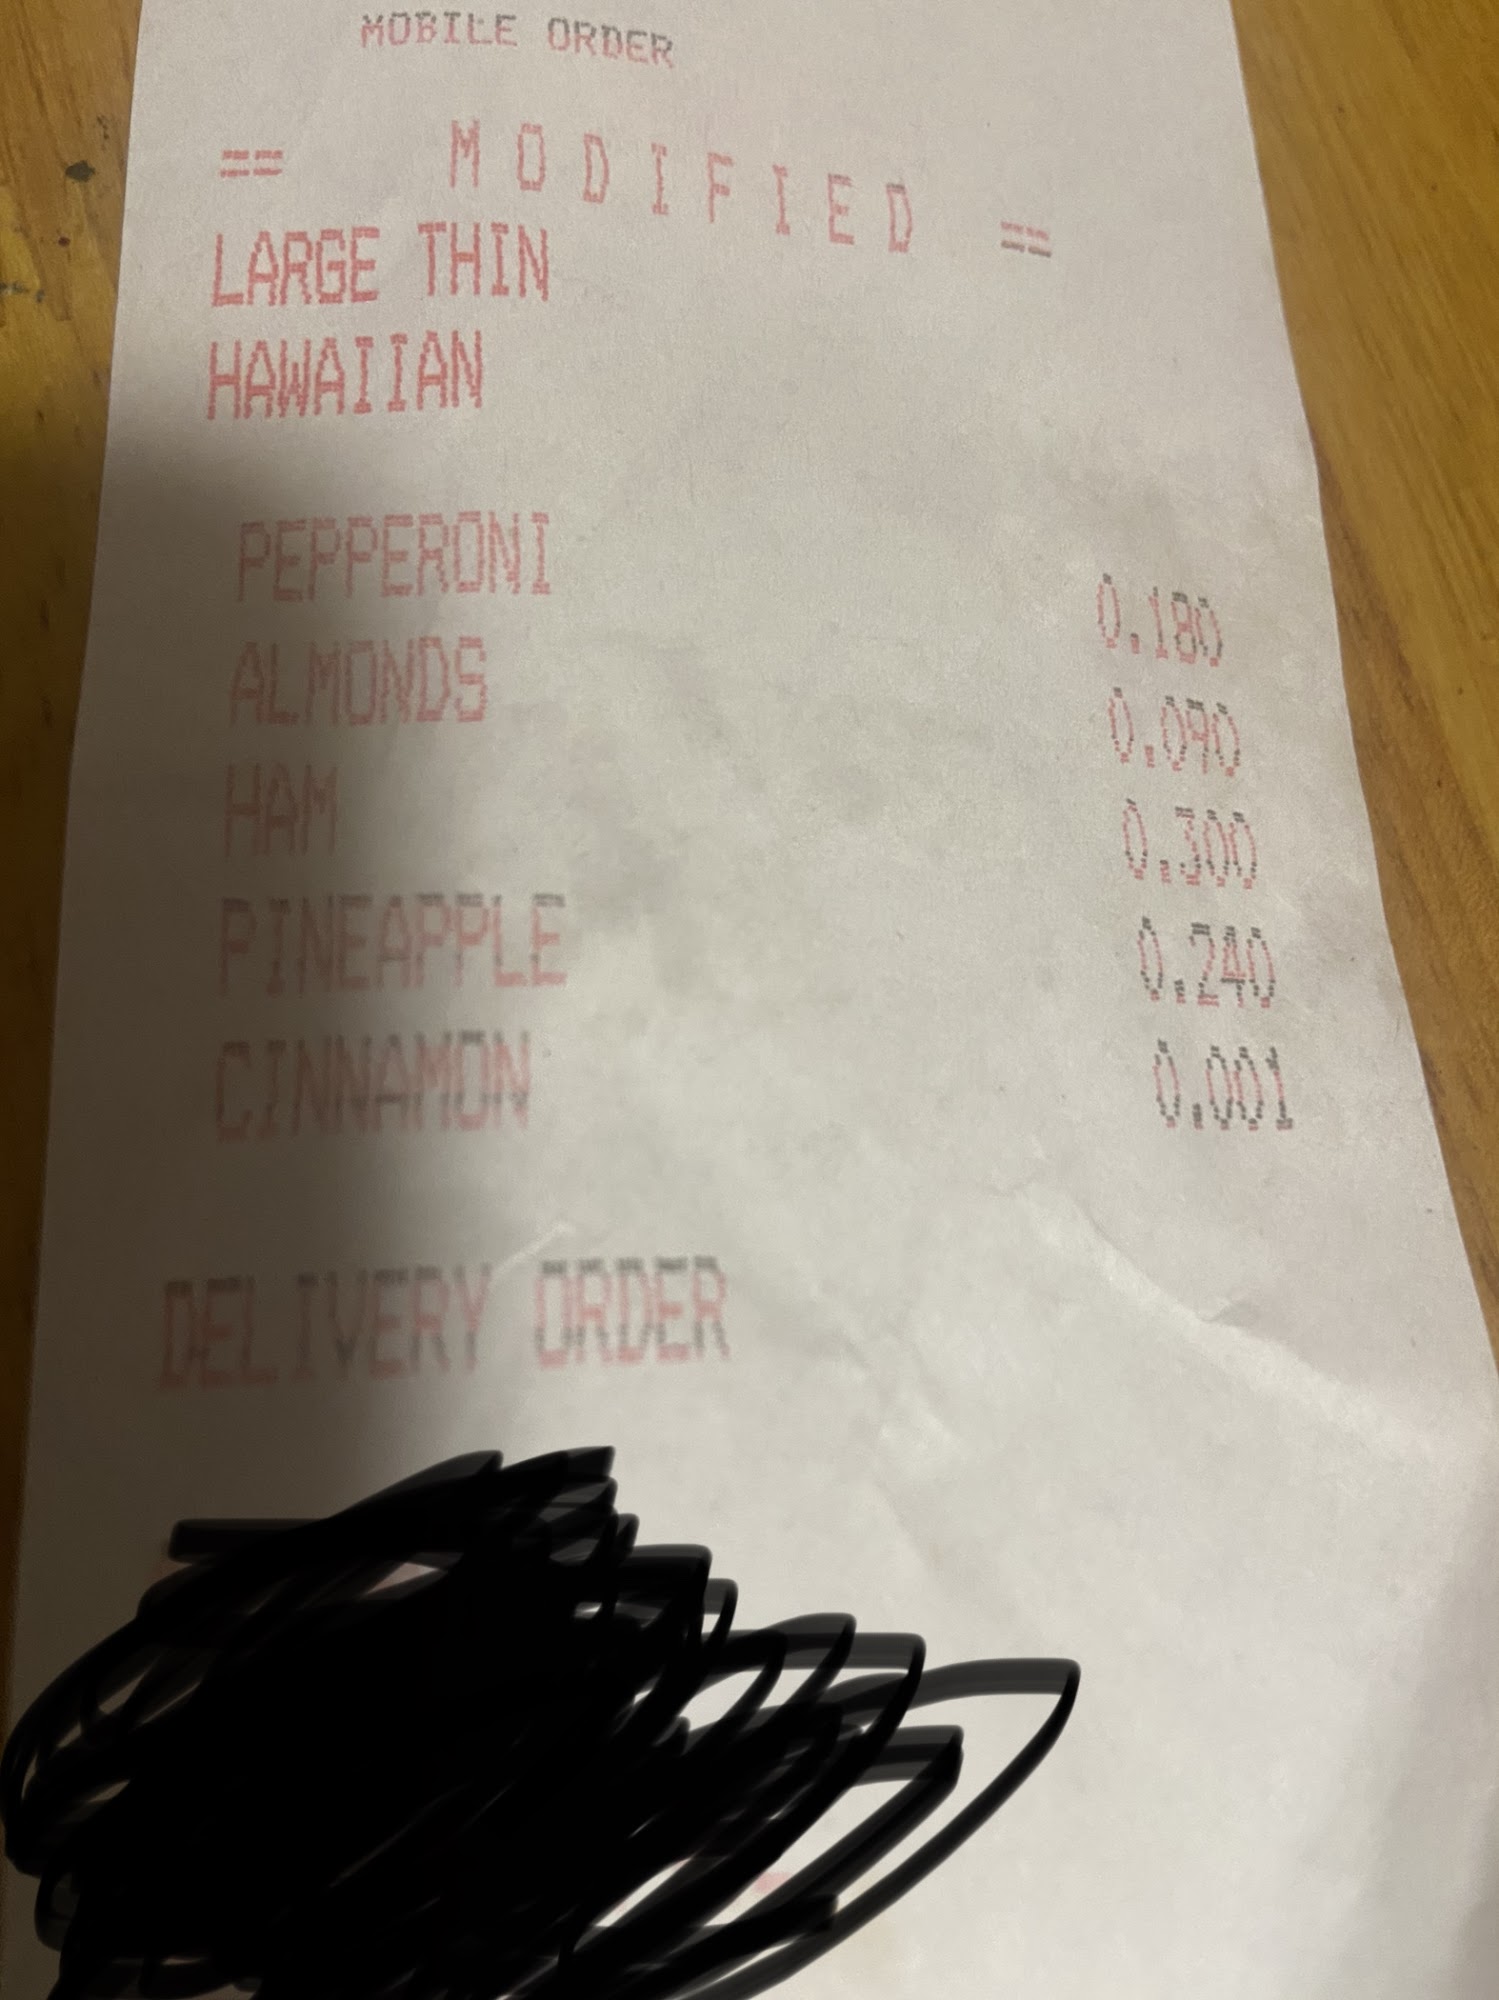 MOBILE ORDER
== M O D I F I E D ==
LARGE THIN
HAWAIIAN
PEPPERONI 0.180
ALMONDS 0.090
HAM 0.300
PINEAPPLE 0.240
CINNAMON 0.001
DELIVERY ORDER